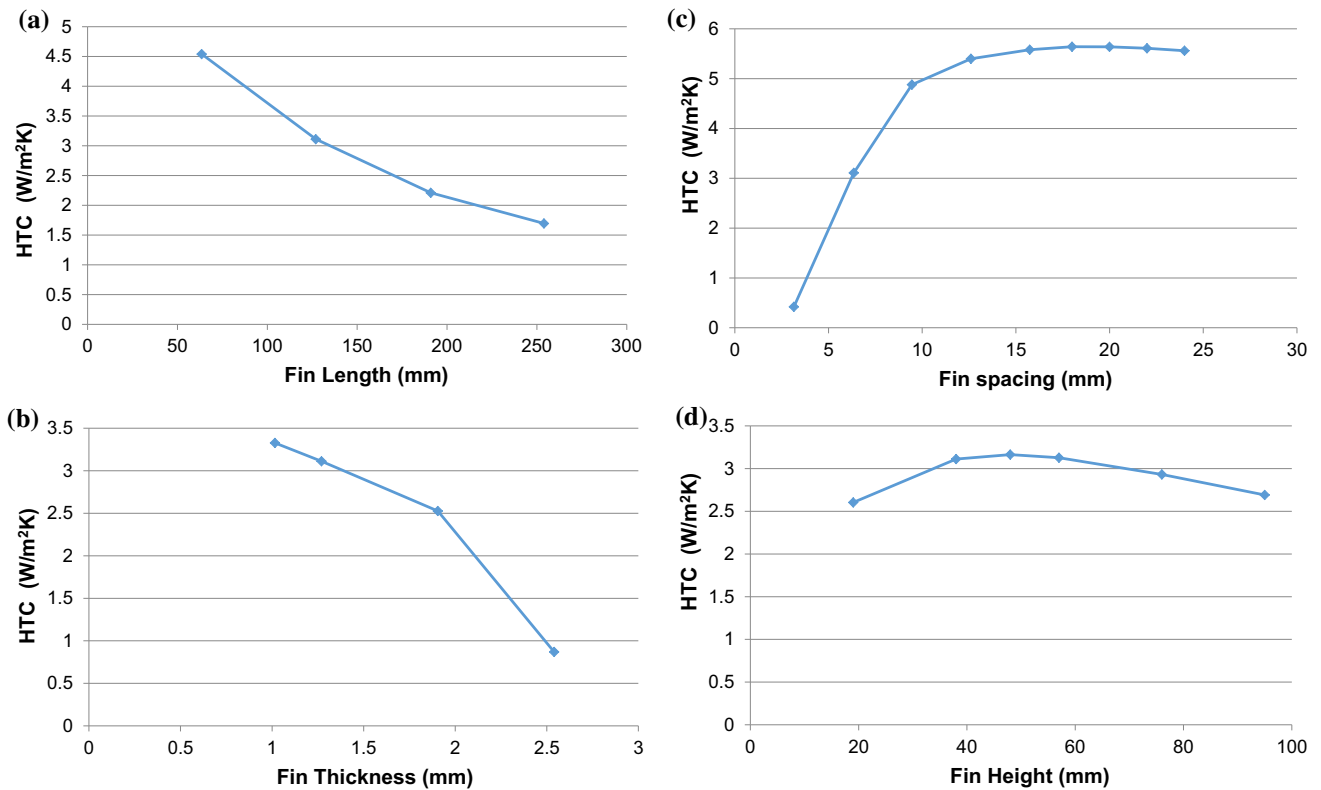 (a)
5
4.5
4
3.5
3
2.5
2
1.5
1
0.5
0
HTC (W/m²K)
0 50 100 150 200 250 300
Fin Length (mm)
(b)
3.5
3
2.5
2
1.5
1
0.5
0
HTC (W/m²K)
0 0.5 1 1.5 2 2.5 3
Fin Thickness (mm)
(c)
6
5
4
3
2
1
0
HTC (W/m²K)
0 5 10 15 20 25 30
Fin spacing (mm)
(d)
3.5
3
2.5
2
1.5
1
0.5
0
HTC (W/m²K)
0 20 40 60 80 100
Fin Height (mm)